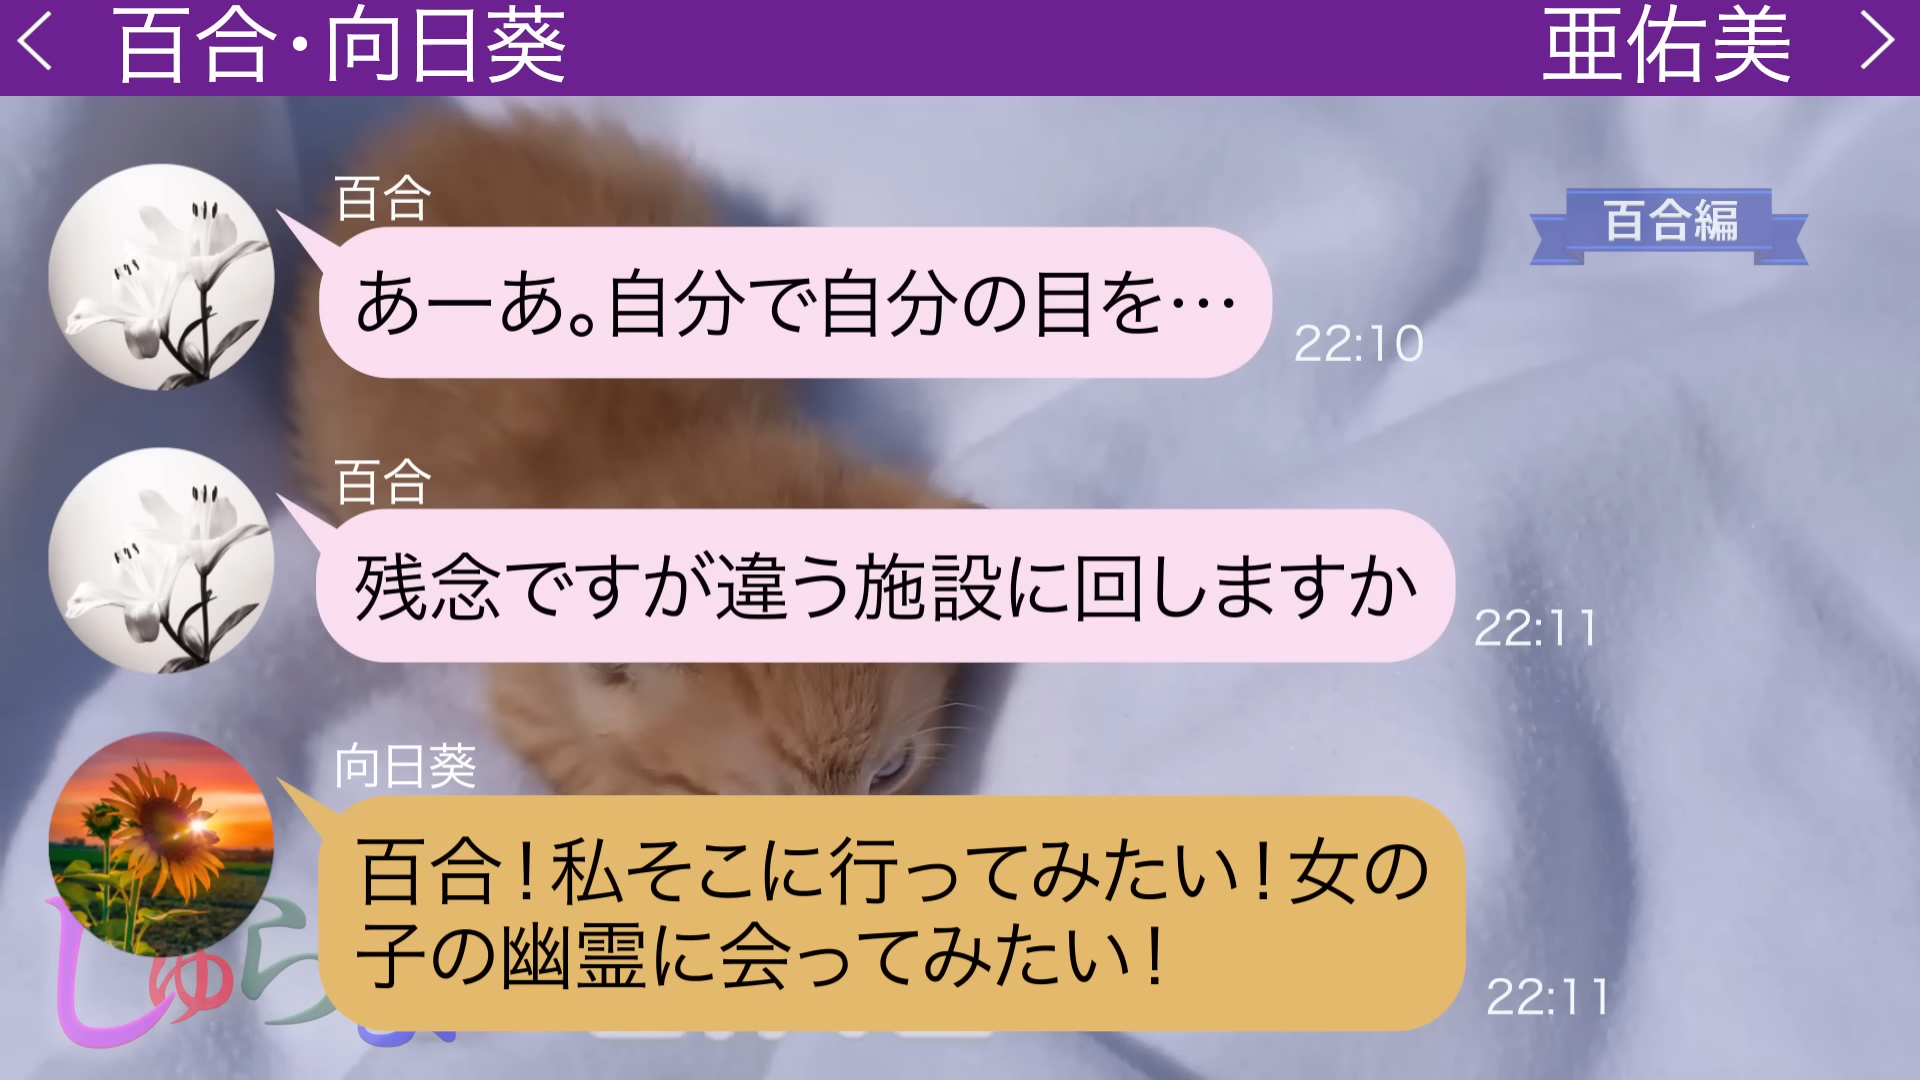 百合・向日葵
亜佑美
百合編
百合
あーあ。自分で自分の目を…
22:10
百合
残念ですが違う施設に回しますか
22:11
向日葵
百合！私そこに行ってみたい！女の
子の幽霊に会ってみたい！
22:11
しゅら